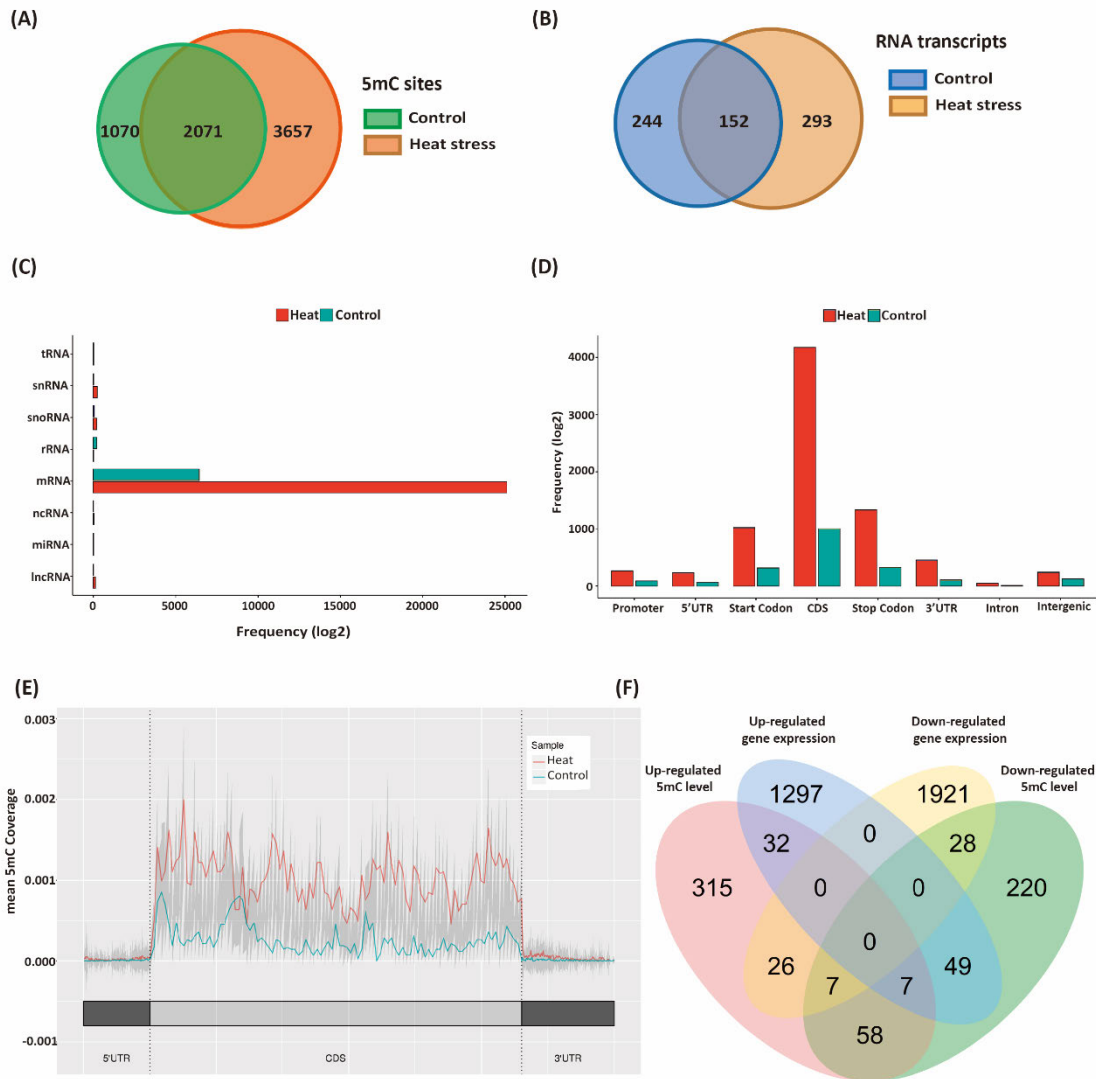 (A)
1070
2071
3657
5mC sites
Control
Heat stress
(B)
244
152
293
RNA transcripts
Control
Heat stress
(C)
Heat Control
tRNA
snRNA
snoRNA
rRNA
mRNA
ncRNA
miRNA
lncRNA
0 5000 10000 15000 20000 25000
Frequency (log2)
(D)
Heat Control
Frequency (log2)
4000
3000
2000
1000
0
Promoter 5'UTR Start Codon CDS Stop Codon 3'UTR Intron Intergenic
(E)
mean 5mC Coverage
0.003
0.002
0.001
0.000
-0.001
Sample
Heat
Control
5'UTR CDS 3'UTR
(F)
Up-regulated
gene expression
Down-regulated
gene expression
Up-regulated
5mC level
Down-regulated
5mC level
1297
1921
32
0
28
315
0
0
220
0
26
49
7
7
58